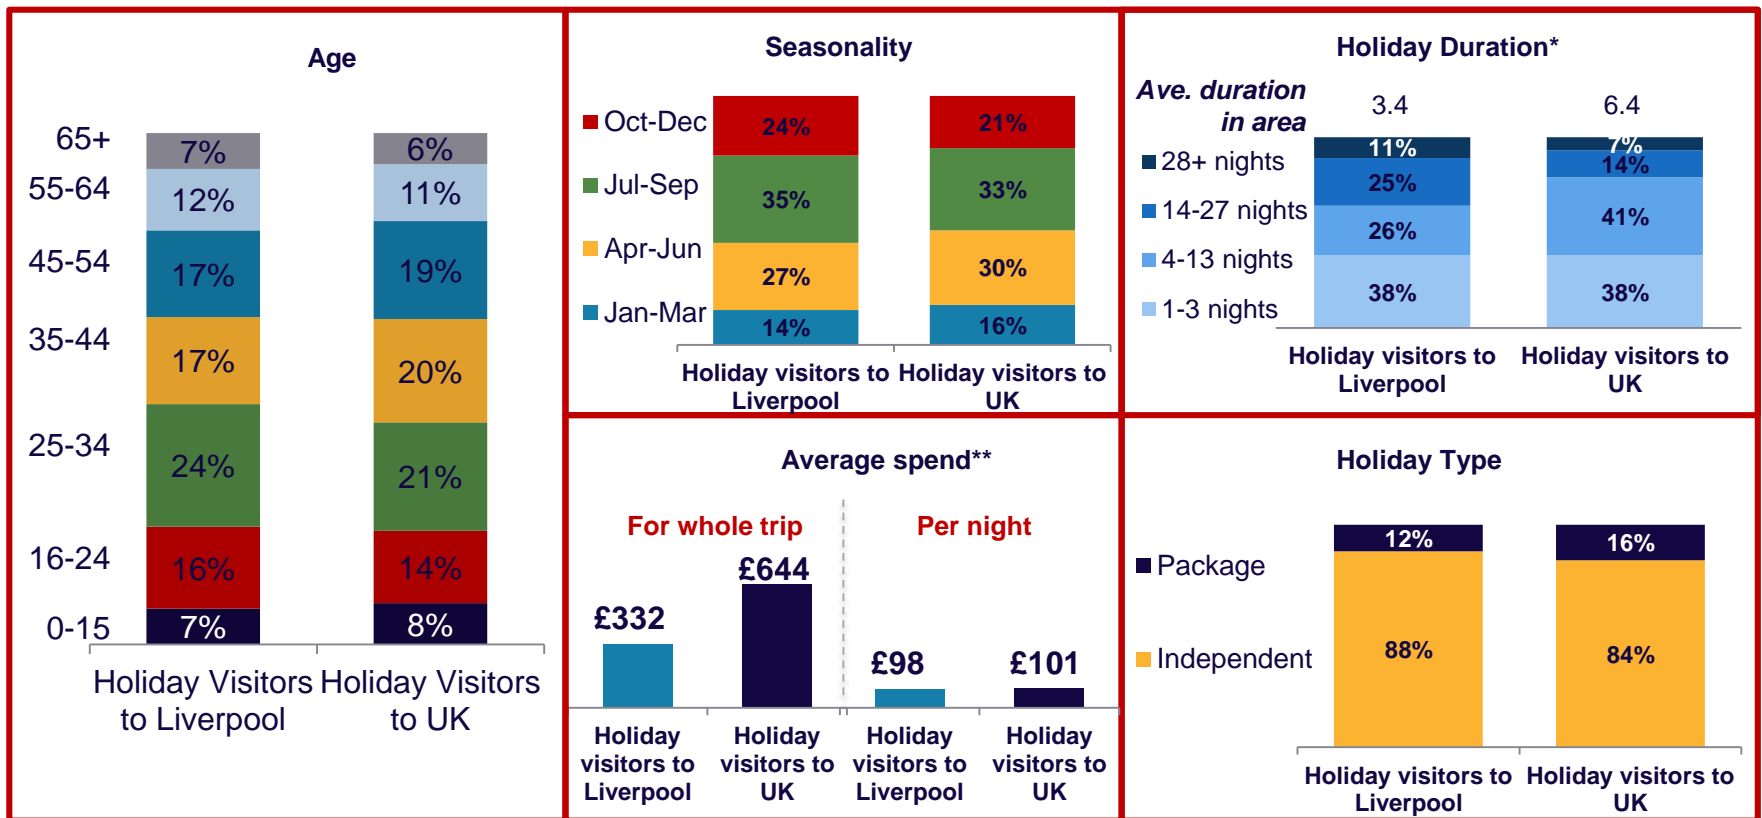 Age
65+
55-64
45-54
35-44
25-34
16-24
0-15
7%
12%
17%
17%
24%
16%
7%
6%
11%
19%
20%
21%
14%
8%
Holiday Visitors
to Liverpool
Holiday Visitors
to UK
Seasonality
Oct-Dec
Jul-Sep
Apr-Jun
Jan-Mar
24%
35%
27%
14%
21%
33%
30%
16%
Holiday visitors to
Liverpool
Holiday visitors to
UK
Holiday Duration*
Ave. duration
in area
3.4
6.4
28+ nights
14-27 nights
4-13 nights
1-3 nights
11%
25%
26%
38%
7%
14%
41%
38%
Holiday visitors to
Liverpool
Holiday visitors to
UK
Average spend**
For whole trip
Per night
£332
£644
£98
£101
Holiday
visitors to
Liverpool
Holiday
visitors to
UK
Holiday
visitors to
Liverpool
Holiday
visitors to
UK
Holiday Type
Package
Independent
12%
88%
16%
84%
Holiday visitors to
Liverpool
Holiday visitors to
UK